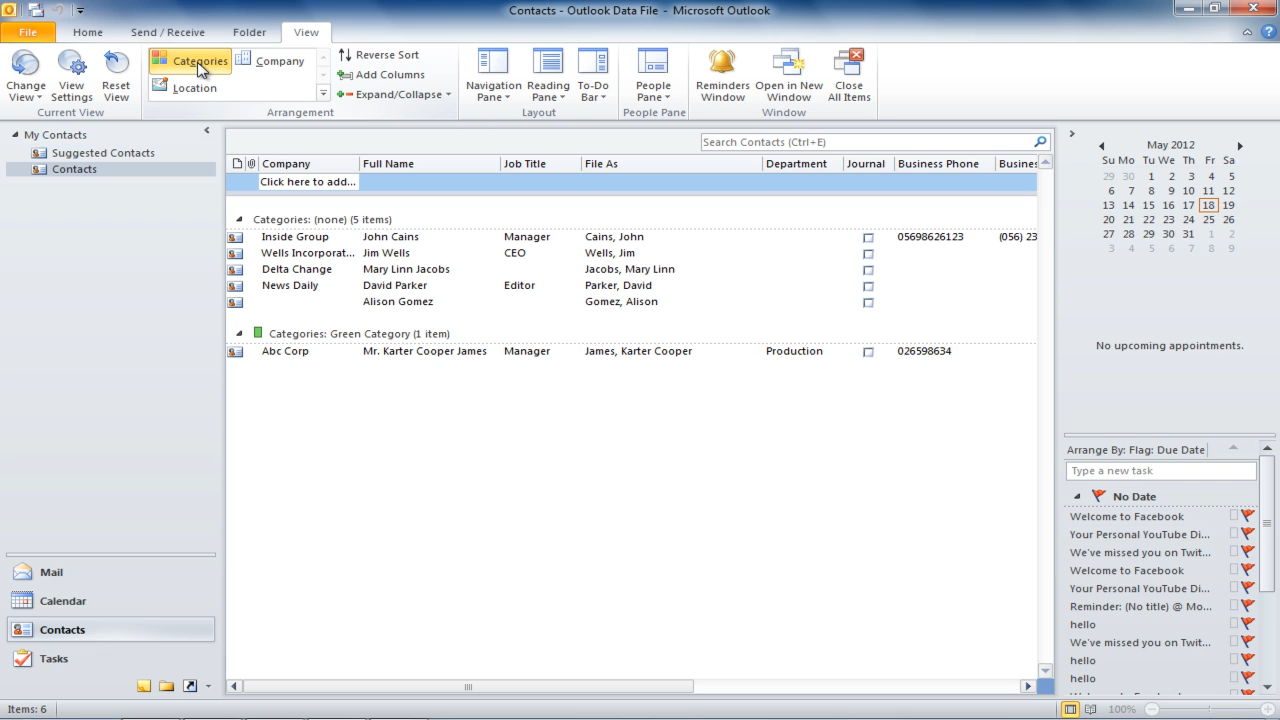 Contacts - Outlook Data File - Microsoft Outlook
File Home Send / Receive Folder View
Change View View Settings Reset View
Current View
Categories Company
Location
Reverse Sort
Add Columns
Expand/Collapse
Arrangement
Navigation Pane Reading Pane To-Do Bar
Layout
People Pane
People Pane
Reminders Window Open in New Window Close All Items
Window
My Contacts
Suggested Contacts
Contacts
Search Contacts (Ctrl+E)
Company Full Name Job Title File As Department Journal Business Phone Busines
Click here to add...
Categories: (none) (5 items)
Inside Group John Cains Manager Cains, John 05698626123 (056) 23
Wells Incorporat... Jim Wells CEO Wells, Jim
Delta Change Mary Linn Jacobs Jacobs, Mary Linn
News Daily David Parker Editor Parker, David
Alison Gomez Gomez, Alison
Categories: Green Category (1 item)
Abc Corp Mr. Karter Cooper James Manager James, Karter Cooper Production 026598634
May 2012
Su Mo Tu We Th Fr Sa
29 30 1 2 3 4 5
6 7 8 9 10 11 12
13 14 15 16 17 18 19
20 21 22 23 24 25 26
27 28 29 30 31 1 2
3 4 5 6 7 8 9
No upcoming appointments.
Arrange By: Flag: Due Date
Type a new task
No Date
Welcome to Facebook
Your Personal YouTube Di...
We've missed you on Twit...
Welcome to Facebook
Your Personal YouTube Di...
Reminder: (No title) @ Mo...
hello
We've missed you on Twit...
hello
hello
Mail
Calendar
Contacts
Tasks
Items: 6
100%